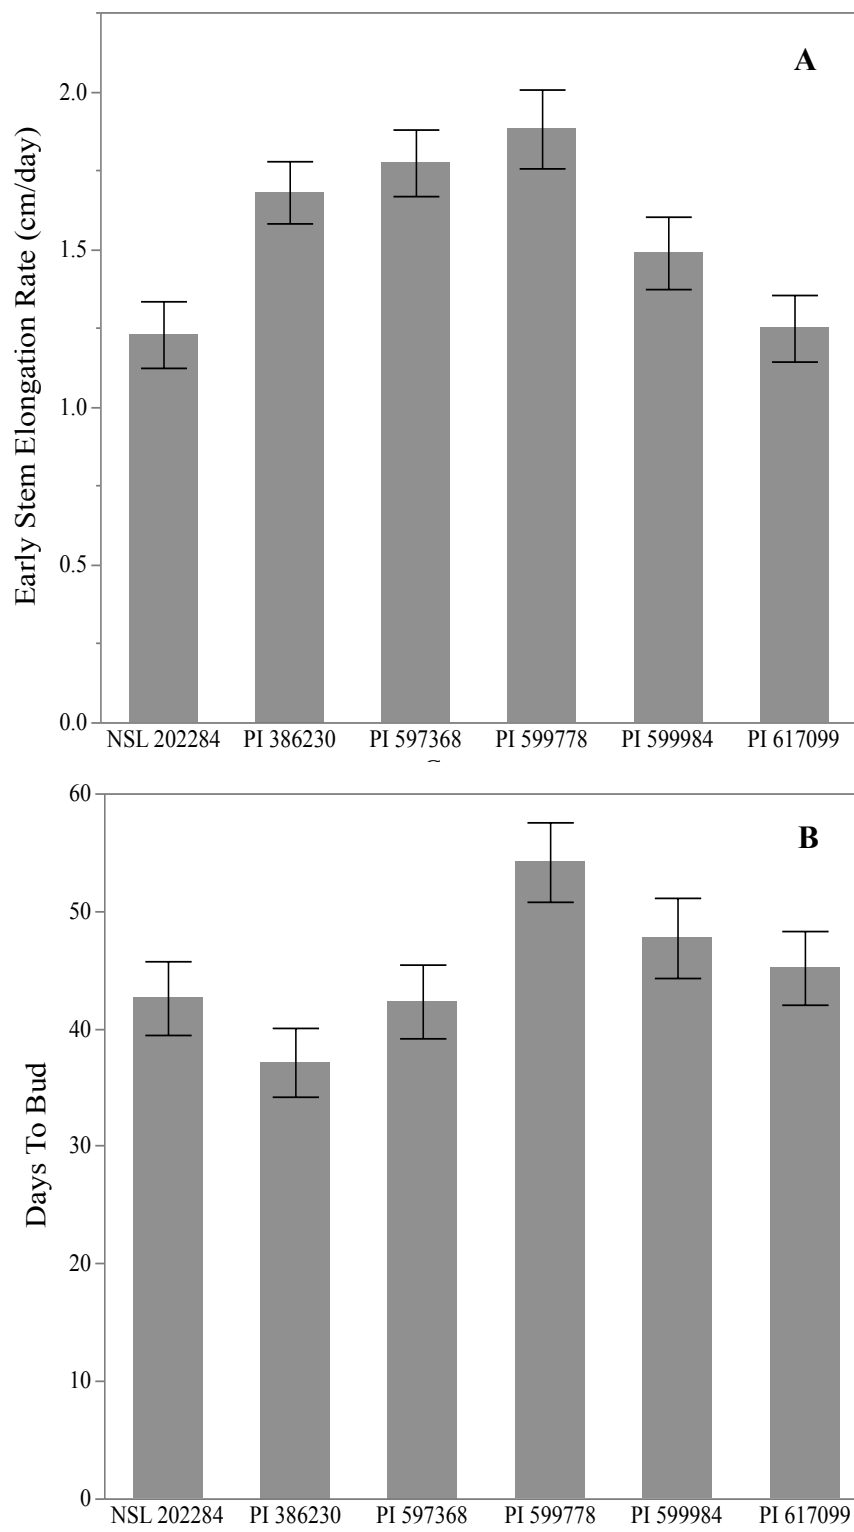 A
Early Stem Elongation Rate (cm/day)
2.0
1.5
1.0
0.5
0.0
NSL 202284 PI 386230 PI 597368 PI 599778 PI 599984 PI 617099
B
Days To Bud
60
50
40
30
20
10
0
NSL 202284 PI 386230 PI 597368 PI 599778 PI 599984 PI 617099